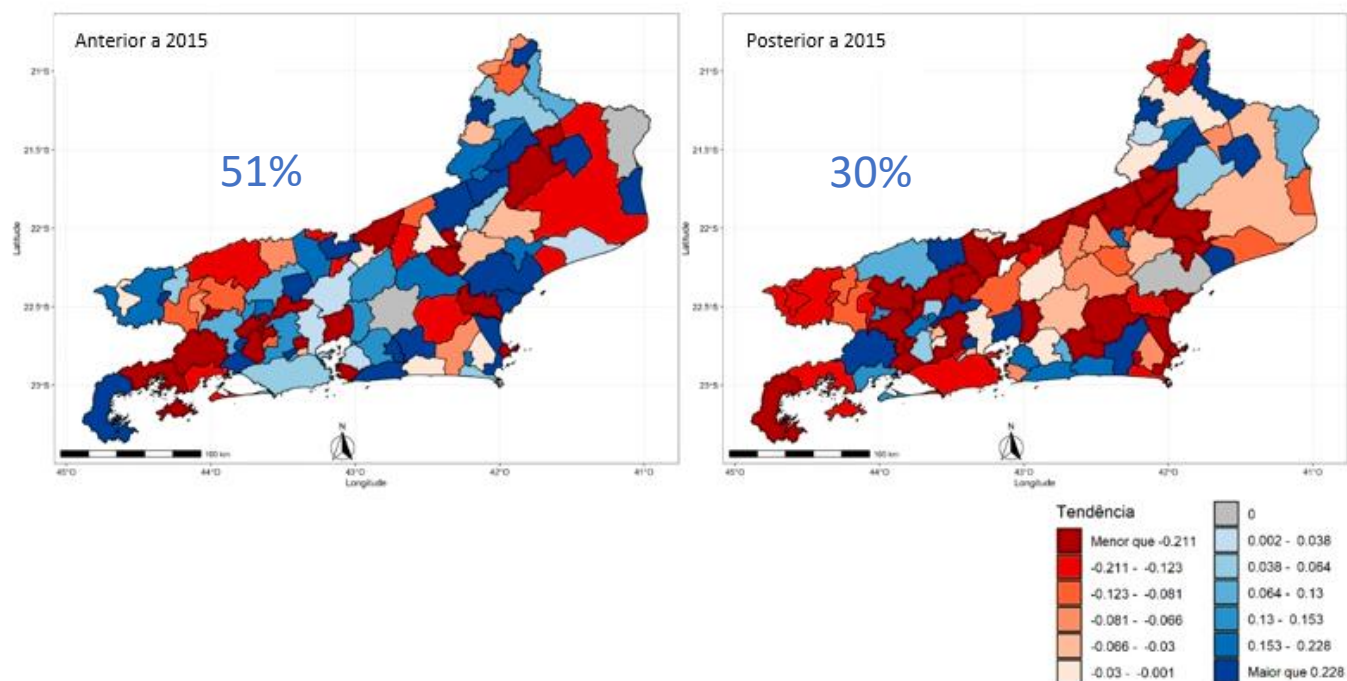 Anterior a 2015
51%
21°S
21.5°S
22°S
22.5°S
23°S
Latitude
N
160 km
45°O
44°O
43°O
42°O
41°O
Longitude
Posterior a 2015
30%
21°S
21.5°S
22°S
22.5°S
23°S
Latitude
N
160 km
45°O
44°O
43°O
42°O
41°O
Longitude
Tendência
Menor que -0.211
-0.211 - -0.123
-0.123 - -0.081
-0.081 - -0.066
-0.066 - -0.03
-0.03 - -0.001
0
0.002 - 0.038
0.038 - 0.064
0.064 - 0.13
0.13 - 0.153
0.153 - 0.228
Maior que 0.228